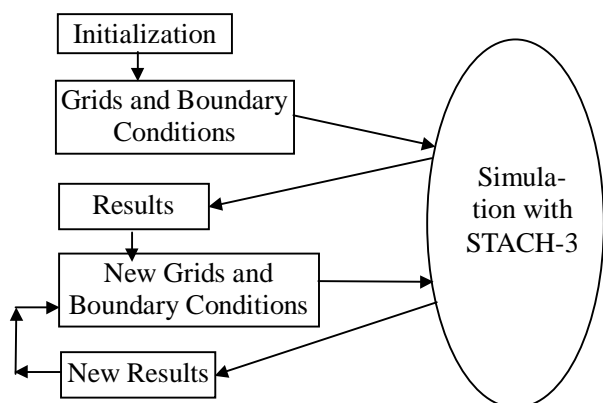 Initialization
Grids and Boundary
Conditions
Results
New Grids and
Boundary Conditions
New Results
Simula-
tion with
STACH-3